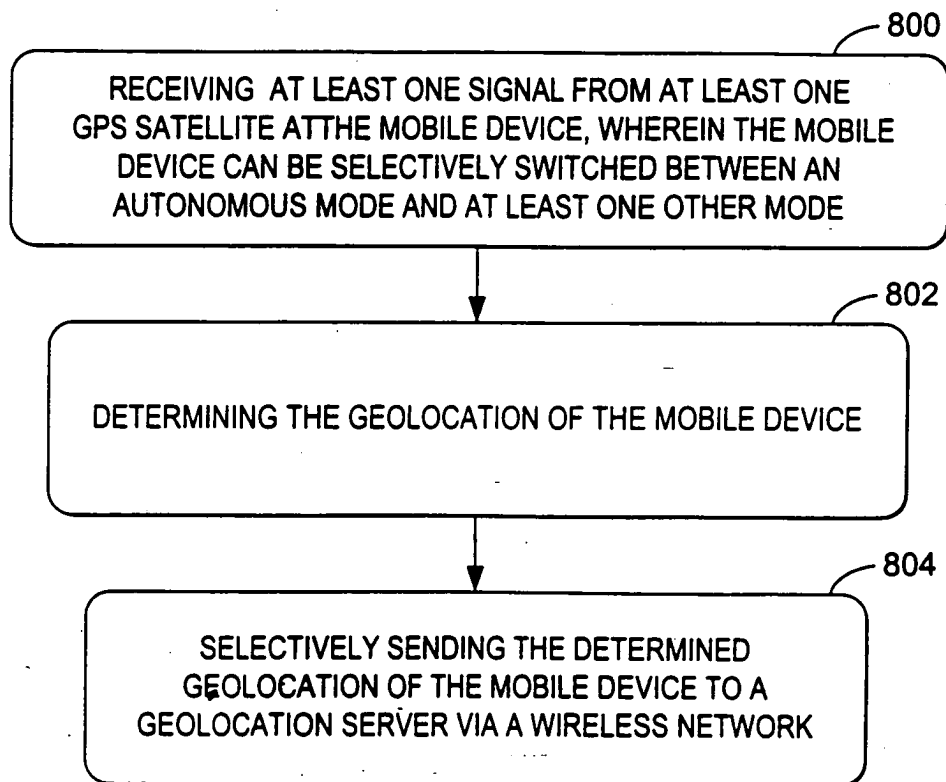 800
RECEIVING AT LEAST ONE SIGNAL FROM AT LEAST ONE
GPS SATELLITE ATTHE MOBILE DEVICE, WHEREIN THE MOBILE
DEVICE CAN BE SELECTIVELY SWITCHED BETWEEN AN
AUTONOMOUS MODE AND AT LEAST ONE OTHER MODE
802
DETERMINING THE GEOLOCATION OF THE MOBILE DEVICE
804
SELECTIVELY SENDING THE DETERMINED
GEOLOCATION OF THE MOBILE DEVICE TO A
GEOLOCATION SERVER VIA A WIRELESS NETWORK